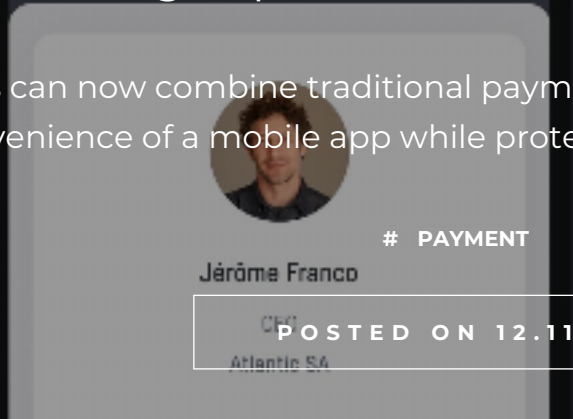 can now combine traditional paym
venience of a mobile app while prote
# PAYMENT
Jérôme Franco
CEO
POSTED ON 12.11
Atlantic SA